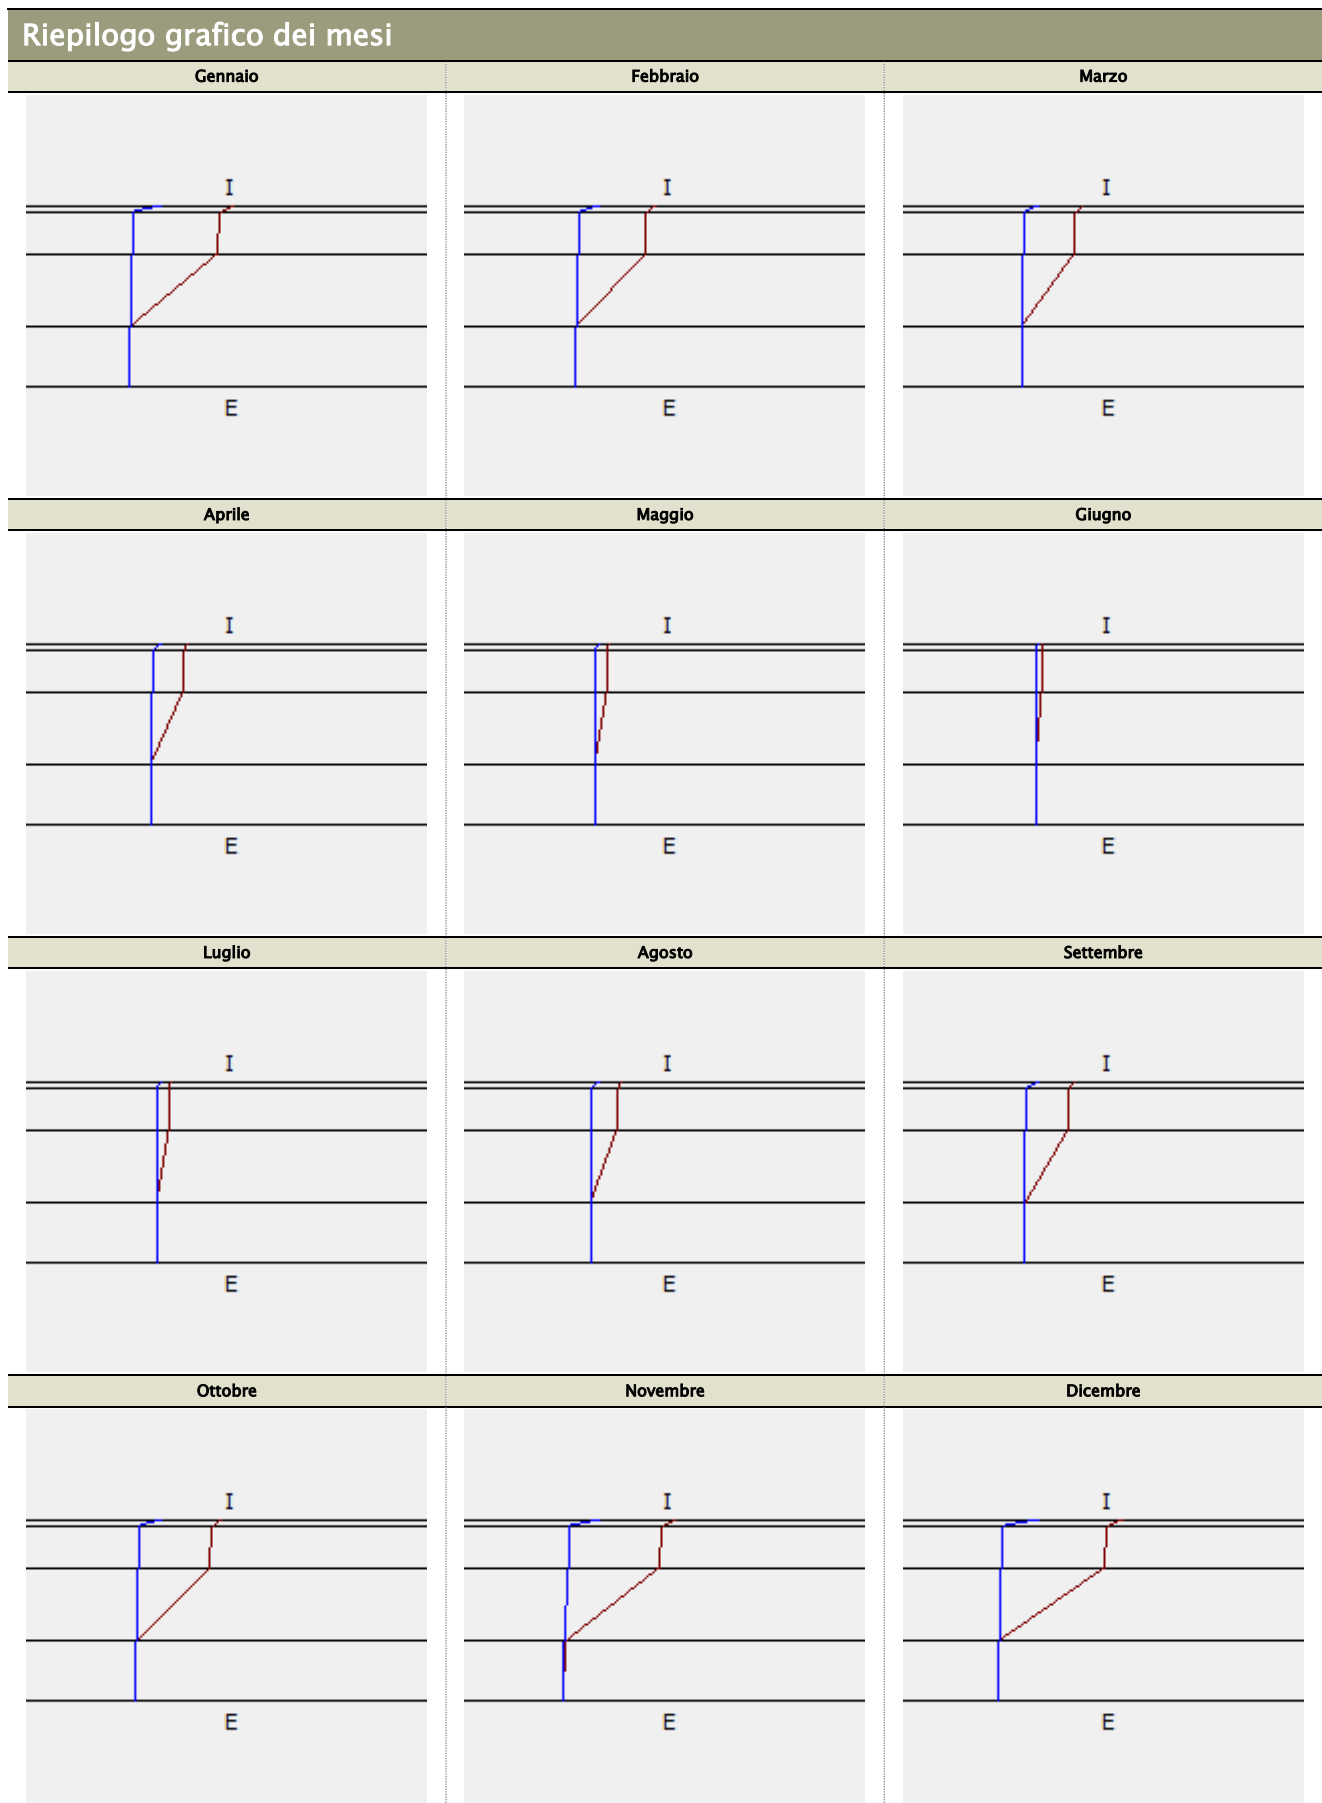 Riepilogo grafico dei mesi
Gennaio Febbraio Marzo
I I I
E E E
Aprile Maggio Giugno
I I I
E E E
Luglio Agosto Settembre
I I I
E E E
Ottobre Novembre Dicembre
I I I
E E E